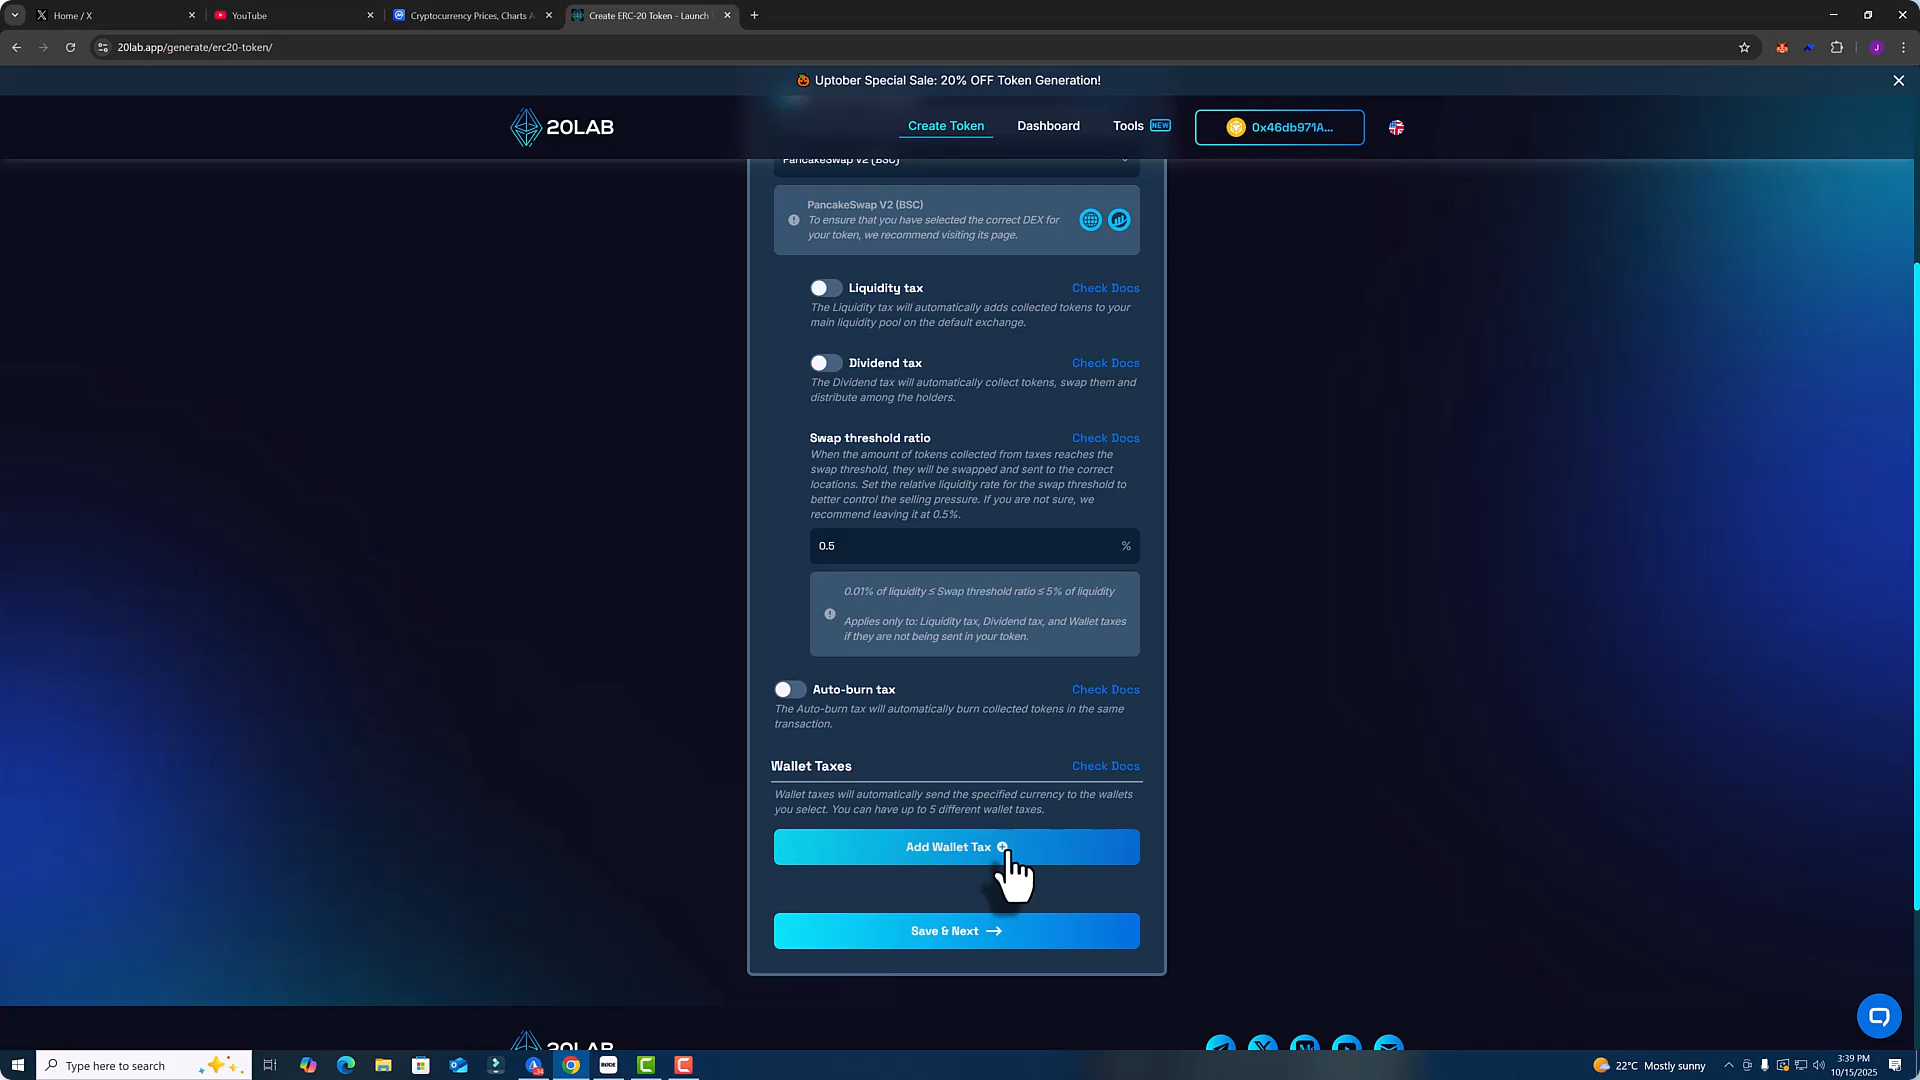 Home / X
YouTube
Cryptocurrency Prices, Charts A
Create ERC-20 Token – Launch
20lab.app/generate/erc20-token/
J
🎃 Uptober Special Sale: 20% OFF Token Generation!
20LAB
Create Token
Dashboard
Tools NEW
0x46db971A...
PancakeSwap V2 (BSC)
PancakeSwap V2 (BSC)
To ensure that you have selected the correct DEX for
your token, we recommend visiting its page.
Liquidity tax
Check Docs
The Liquidity tax will automatically adds collected tokens to your
main liquidity pool on the default exchange.
Dividend tax
Check Docs
The Dividend tax will automatically collect tokens, swap them and
distribute among the holders.
Swap threshold ratio
Check Docs
When the amount of tokens collected from taxes reaches the
swap threshold, they will be swapped and sent to the correct
locations. Set the relative liquidity rate for the swap threshold to
better control the selling pressure. If you are not sure, we
recommend leaving it at 0.5%.
0.5
%
0.01% of liquidity ≤ Swap threshold ratio ≤ 5% of liquidity
Applies only to: Liquidity tax, Dividend tax, and Wallet taxes
if they are not being sent in your token.
Auto-burn tax
Check Docs
The Auto-burn tax will automatically burn collected tokens in the same
transaction.
Wallet Taxes
Check Docs
Wallet taxes will automatically send the specified currency to the wallets
you select. You can have up to 5 different wallet taxes.
Add Wallet Tax
Save & Next →
20LAB
Type here to search
RØDE
22°C Mostly sunny
3:39 PM
10/15/2025